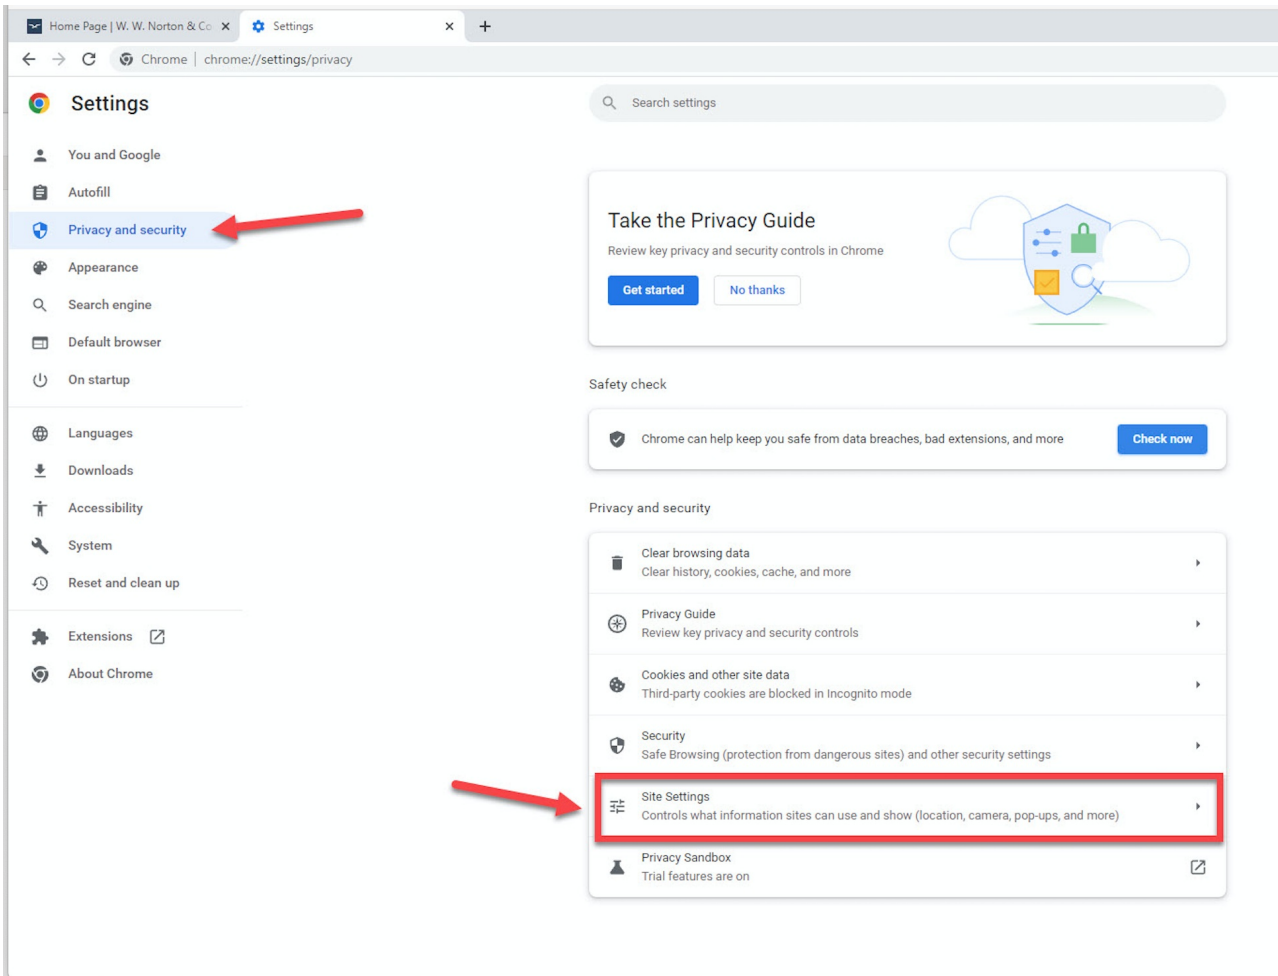 Home Page | W. W. Norton & Co
Settings
Chrome
chrome://settings/privacy
Settings
Search settings
You and Google
Autofill
Privacy and security
Appearance
Search engine
Default browser
On startup
Languages
Downloads
Accessibility
System
Reset and clean up
Extensions
About Chrome
Take the Privacy Guide
Review key privacy and security controls in Chrome
Get started
No thanks
Safety check
Chrome can help keep you safe from data breaches, bad extensions, and more
Check now
Privacy and security
Clear browsing data
Clear history, cookies, cache, and more
Privacy Guide
Review key privacy and security controls
Cookies and other site data
Third-party cookies are blocked in Incognito mode
Security
Safe Browsing (protection from dangerous sites) and other security settings
Site Settings
Controls what information sites can use and show (location, camera, pop-ups, and more)
Privacy Sandbox
Trial features are on